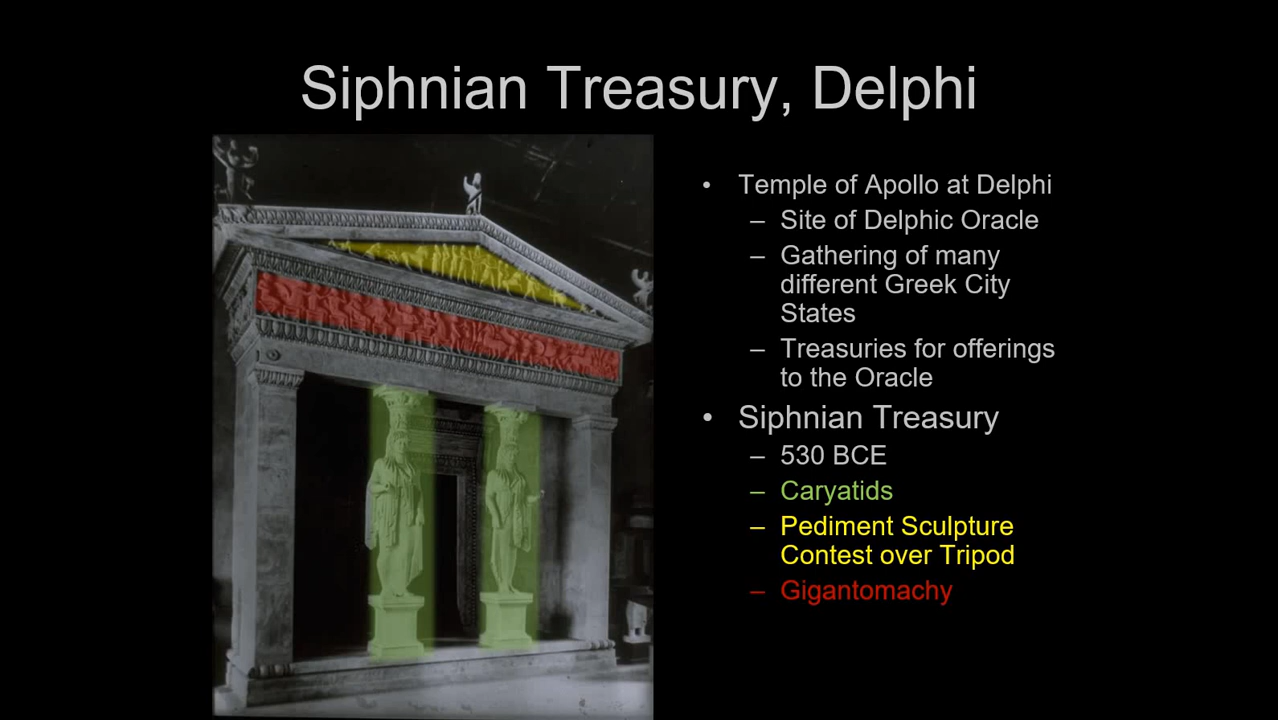 Siphnian Treasury, Delphi
• Temple of Apollo at Delphi
– Site of Delphic Oracle
– Gathering of many
different Greek City
States
– Treasuries for offerings
to the Oracle
• Siphnian Treasury
– 530 BCE
– Caryatids
– Pediment Sculpture
Contest over Tripod
– Gigantomachy